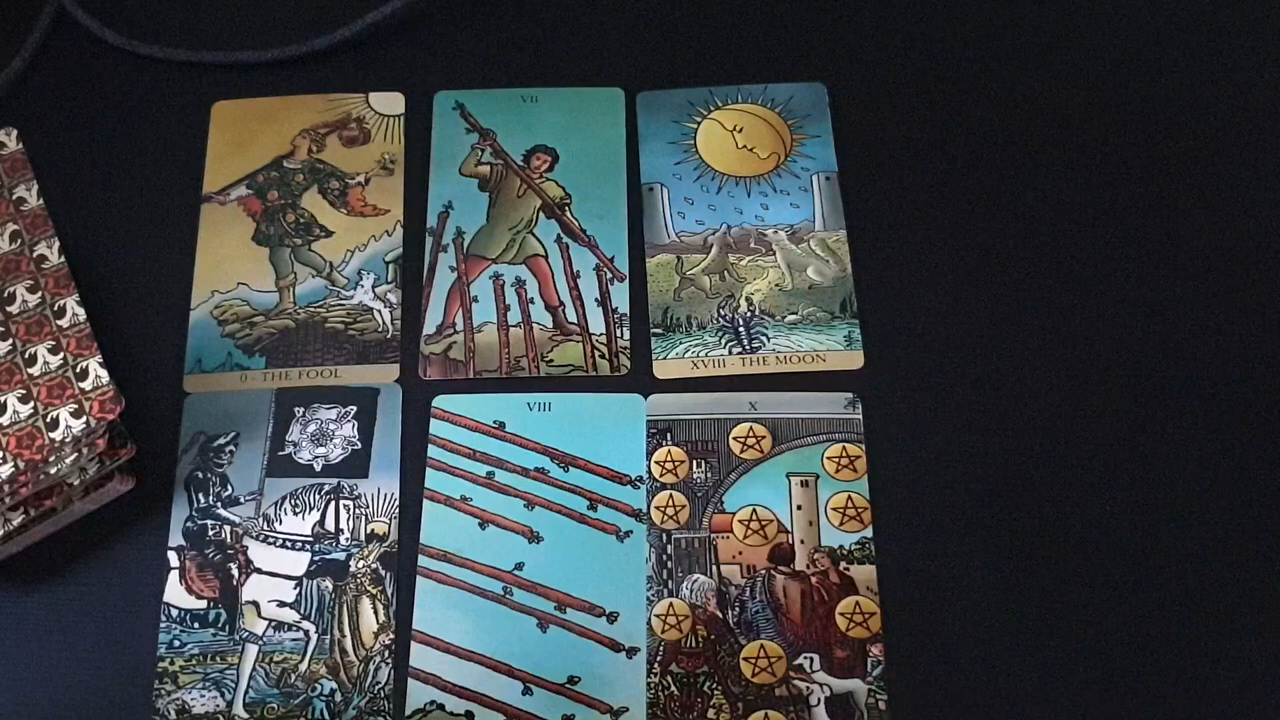 VII
0 - THE FOOL
XVIII - THE MOON
VIII
X